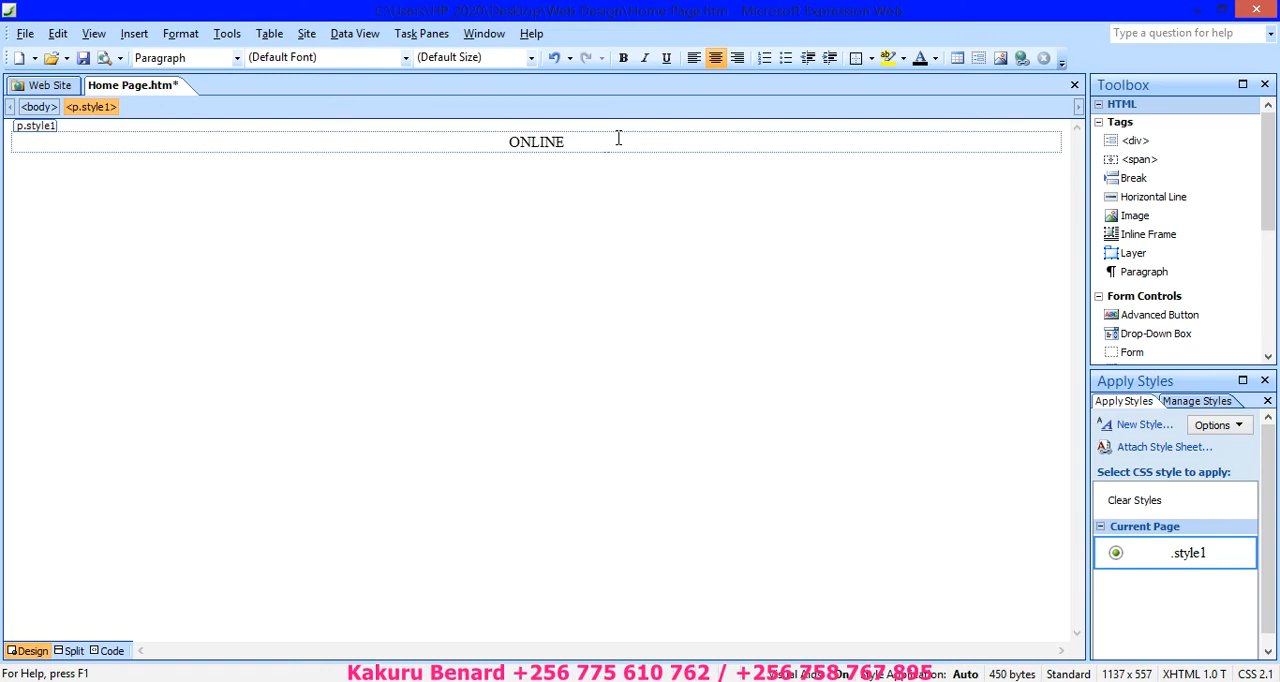 C:\Users\HP_2020\Desktop\Web Design\Home Page.htm - Microsoft Expression Web
File Edit View Insert Format Tools Table Site Data View Task Panes Window Help
Type a question for help
Paragraph (Default Font) (Default Size) B I U A
Web Site Home Page.htm*
<body> <p.style1>
p.style1
ONLINE
Toolbox
HTML
Tags
<div>
<span>
Break
Horizontal Line
Image
Inline Frame
Layer
Paragraph
Form Controls
Advanced Button
Drop-Down Box
Form
Apply Styles
Apply Styles Manage Styles
New Style... Options
Attach Style Sheet...
Select CSS style to apply:
Clear Styles
Current Page
.style1
Design Split Code
For Help, press F1
Kakuru Benard +256 775 610 762 / +256 758 767 895
Visual Aids: On Style Application: Auto 450 bytes Standard 1137 x 557 XHTML 1.0 T CSS 2.1